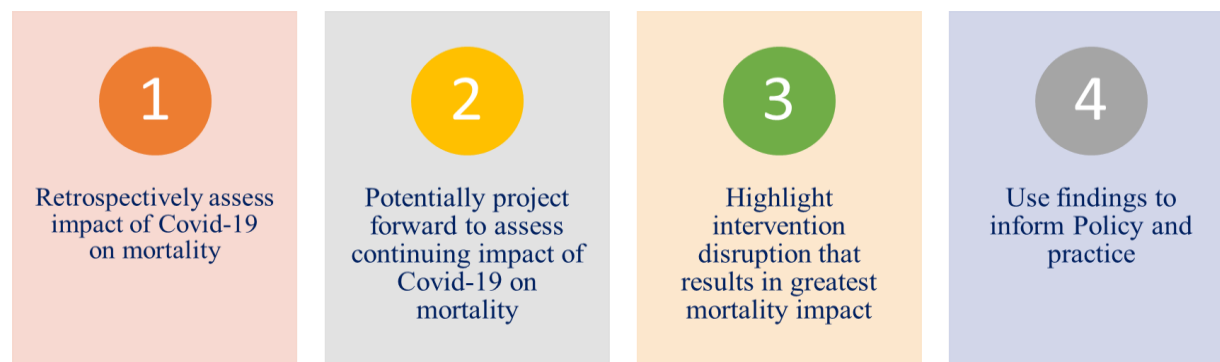 1
Retrospectively assess
impact of Covid-19
on mortality
2
Potentially project
forward to assess
continuing impact of
Covid-19 on
mortality
3
Highlight
intervention
disruption that
results in greatest
mortality impact
4
Use findings to
inform Policy and
practice